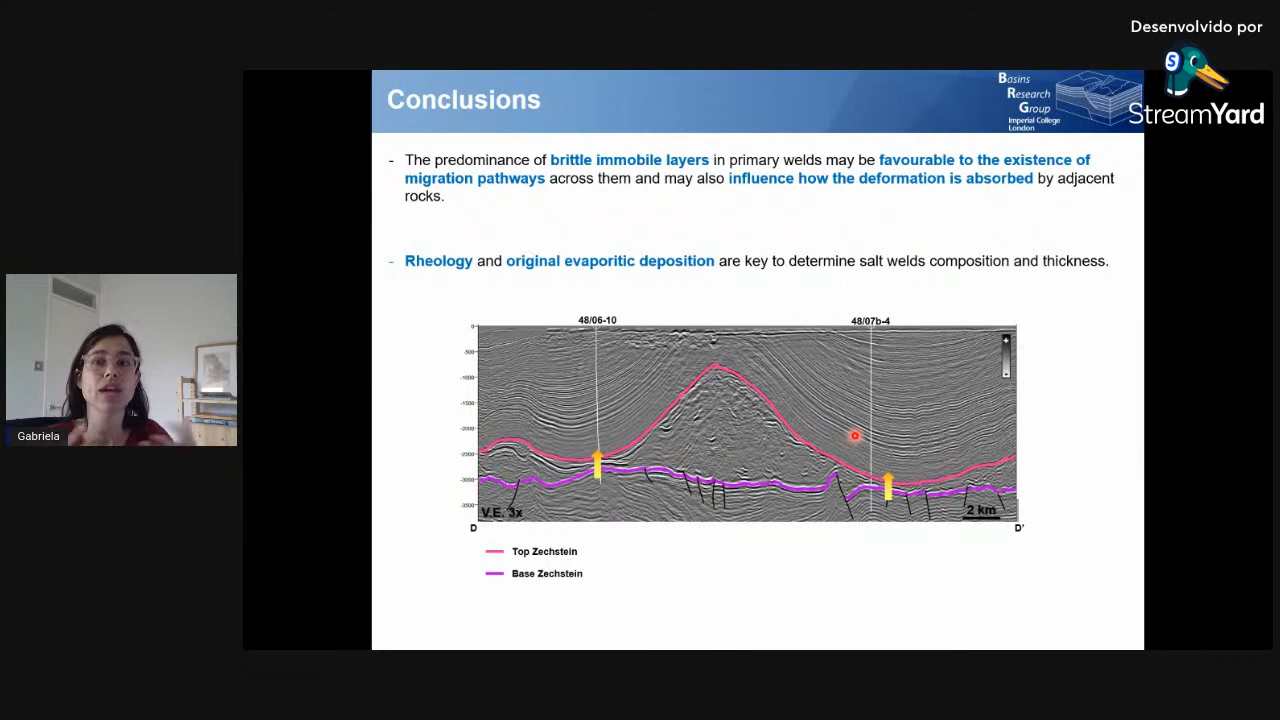 Desenvolvido por
S
StreamYard
Conclusions
Basins
Research
Group
Imperial College
London
- The predominance of brittle immobile layers in primary welds may be favourable to the existence of
migration pathways across them and may also influence how the deformation is absorbed by adjacent
rocks.
- Rheology and original evaporitic deposition are key to determine salt welds composition and thickness.
48/06-10
48/07b-4
0
-500
-1000
-1500
-2000
-2500
-3000
-3500
+
-
V.E. 3x
2 km
D
D'
Top Zechstein
Base Zechstein
Gabriela